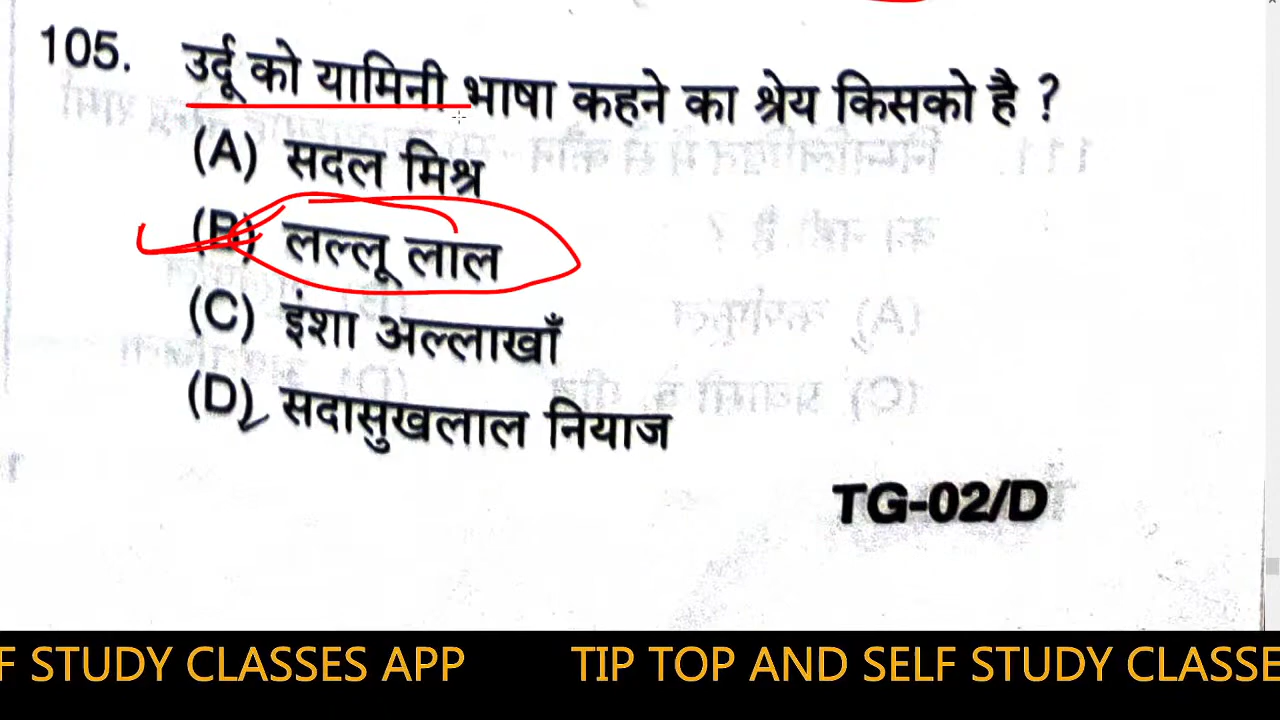 105. उर्दू को यामिनी भाषा कहने का श्रेय किसको है ?
(A) सदल मिश्र
(B) लल्लू लाल
(C) इंशा अल्लाखाँ
(D) सदासुखलाल नियाज
TG-02/D
F STUDY CLASSES APP TIP TOP AND SELF STUDY CLASSE